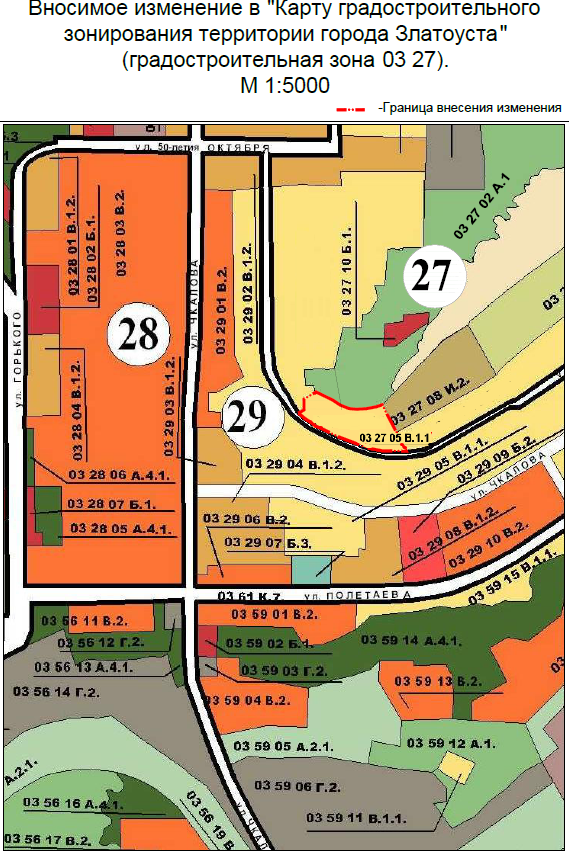 Вносимое изменение в "Карту градостроительного
зонирования территории города Златоуста"
(градостроительная зона 03 27).
М 1:5000
-Граница внесения изменения
ул. 50-летия ОКТЯБРЯ
03 28 01 В.1.2.
03 28 02 Б.1.
03 28 03 В.2.
ул. ЧКАЛОВА
03 29 01 В.2.
03 29 02 В.1.2.
03 27 10 Б.1.
03 27 02 А.1
27
28
29
ул. ГОРЬКОГО
03 28 04 В.1.2.
03 29 03 В.1.2.
03 27 08 И.2.
03 27 05 В.1.1
03 29 04 В.1.2.
03 29 05 В.1.1.
03 29 09 Б.2.
ул. ЧКАЛОВА
03 28 06 А.4.1.
03 28 07 Б.1.
03 28 05 А.4.1.
03 29 06 В.2.
03 29 07 Б.3.
03 29 08 В.1.2.
03 29 10 В.2.
03 61 К.7.
ул. ПОЛЕТАЕВА
03 59 15 В.1.1.
03 56 11 В.2.
03 56 12 Г.2.
03 56 13 А.4.1.
03 56 14 Г.2.
03 59 01 В.2.
03 59 02 Б.1.
03 59 03 Г.2.
03 59 04 В.2.
03 59 14 А.4.1.
03 59 13 В.2.
03 59 05 А.2.1.
03 59 12 А.1.
03 59 06 Г.2.
03 59 11 В.1.1.
А.2.1.
03 56 16 А.4.1.
03 56 17 В.2.
03 56 19 В
ул. ЧКАЛ